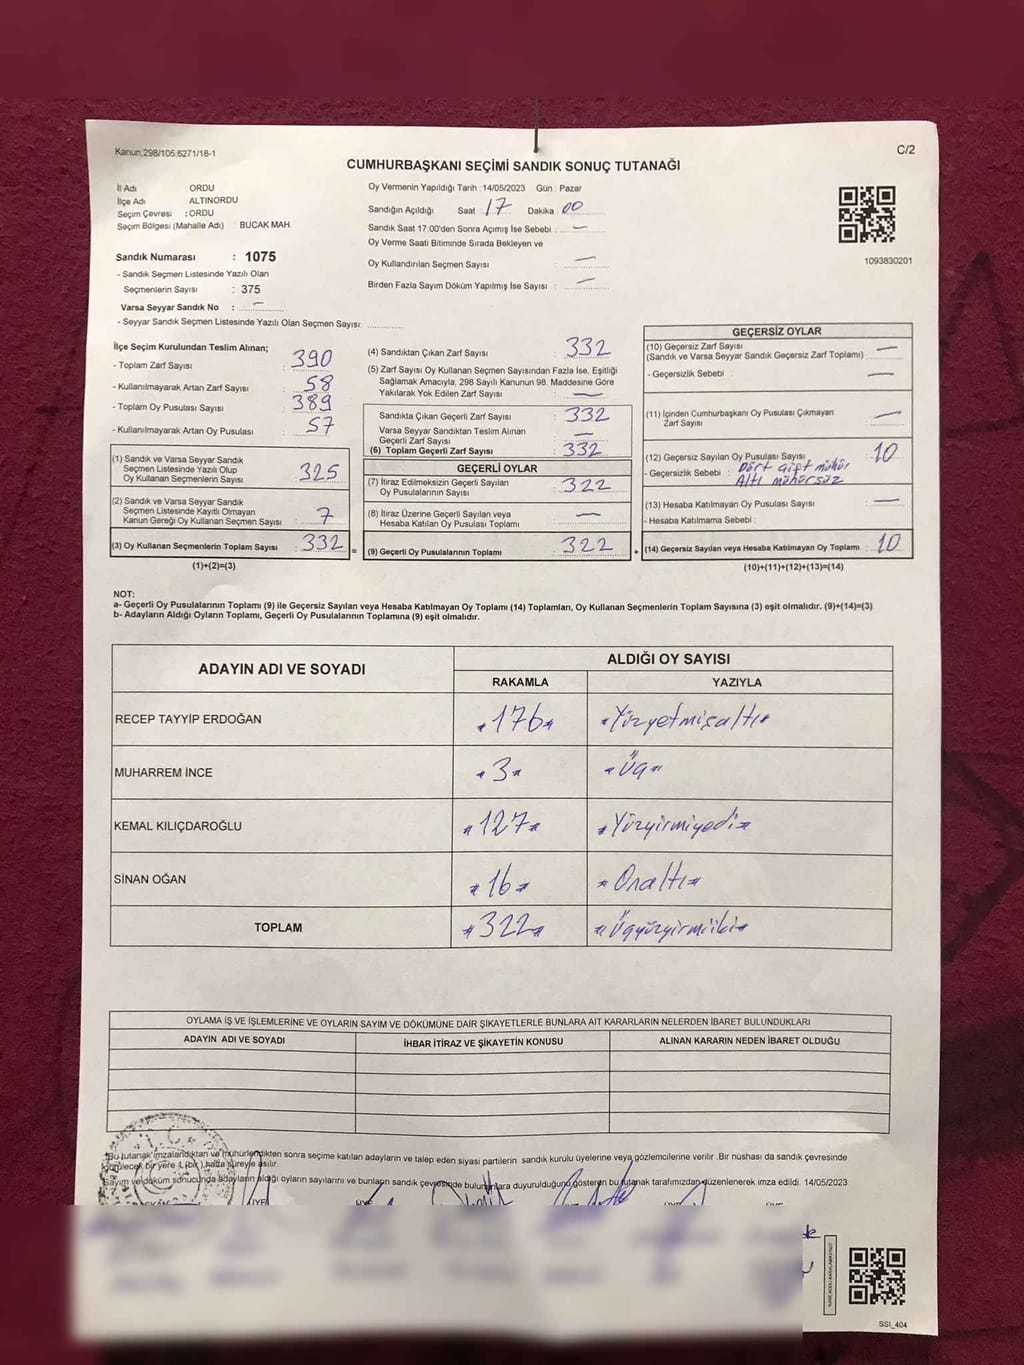 Kanun;298/105;6271/18-1
C/2
CUMHURBAŞKANI SEÇİMİ SANDIK SONUÇ TUTANAĞI
İl Adı ORDU
İlçe Adı ALTINORDU
Seçim Çevresi : ORDU
Seçim Bölgesi (Mahalle Adı) : BUCAK MAH.
Oy Vermenin Yapıldığı Tarih :14/05/2023 Gün : Pazar
Sandığın Açıldığı Saat : 17 Dakika : 00
Sandık Saat 17.00'den Sonra Açımış İse Sebebi : —
Oy Verme Saati Bitiminde Sırada Bekleyen ve
Oy Kullandırılan Seçmen Sayısı : —
Birden Fazla Sayım Döküm Yapılmış İse Sayısı : —
1093830201
Sandık Numarası : 1075
- Sandık Seçmen Listesinde Yazılı Olan
Seçmenlerin Sayısı : 375
Varsa Seyyar Sandık No : —
- Seyyar Sandık Seçmen Listesinde Yazılı Olan Seçmen Sayısı:
İlçe Seçim Kurulundan Teslim Alınan;
- Toplam Zarf Sayısı : 390
- Kullanılmayarak Artan Zarf Sayısı : 58
- Toplam Oy Pusulası Sayısı : 389
- Kullanılmayarak Artan Oy Pusulası : 57
(1) Sandık ve Varsa Seyyar Sandık
Seçmen Listesinde Yazılı Olup
Oy Kullanan Seçmenlerin Sayısı : 325
(2) Sandık ve Varsa Seyyar Sandık
Seçmen Listesinde Kayıtlı Olmayan
Kanun Gereği Oy Kullanan Seçmen Sayısı : 7
(3) Oy Kullanan Seçmenlerin Toplam Sayısı : 332 =
(1)+(2)=(3)
(4) Sandıktan Çıkan Zarf Sayısı : 332
(5) Zarf Sayısı Oy Kullanan Seçmen Sayısından Fazla İse, Eşitliği
Sağlamak Amacıyla; 298 Sayılı Kanunun 98. Maddesine Göre
Yakılarak Yok Edilen Zarf Sayısı : —
Sandıkta Çıkan Geçerli Zarf Sayısı : 332
Varsa Seyyar Sandıktan Teslim Alınan
Geçerli Zarf Sayısı : —
(6) Toplam Geçerli Zarf Sayısı : 332
GEÇERLİ OYLAR
(7) İtiraz Edilmeksizin Geçerli Sayılan
Oy Pusulalarının Sayısı : 322
(8) İtiraz Üzerine Geçerli Sayılan veya
Hesaba Katılan Oy Pusulası Toplamı : —
(9) Geçerli Oy Pusulalarının Toplamı : 322 +
GEÇERSİZ OYLAR
(10) Geçersiz Zarf Sayısı : —
(Sandık ve Varsa Seyyar Sandık Geçersiz Zarf Toplamı)
- Geçersizlik Sebebi : —
(11) İçinden Cumhurbaşkanı Oy Pusulası Çıkmayan
Zarf Sayısı : —
(12) Geçersiz Sayılan Oy Pusulası Sayısı : 10
- Geçersizlik Sebebi : Dört çift mühür
Altı mühürsüz
(13) Hesaba Katılmayan Oy Pusulası Sayısı : —
- Hesaba Katılmama Sebebi :
(14) Geçersiz Sayılan veya Hesaba Katılmayan Oy Toplamı : 10
(10)+(11)+(12)+(13)=(14)
NOT:
a- Geçerli Oy Pusulalarının Toplamı (9) ile Geçersiz Sayılan veya Hesaba Katılmayan Oy Toplamı (14) Toplamları, Oy Kullanan Seçmenlerin Toplam Sayısına (3) eşit olmalıdır. (9)+(14)=(3)
b- Adayların Aldığı Oyların Toplamı, Geçerli Oy Pusulalarının Toplamına (9) eşit olmalıdır.
ADAYIN ADI VE SOYADI
ALDIĞI OY SAYISI
RAKAMLA YAZIYLA
RECEP TAYYİP ERDOĞAN *176* *Yüzyetmişaltı*
MUHARREM İNCE *3* *Üç*
KEMAL KILIÇDAROĞLU *127* *Yüzyirmiyedi*
SİNAN OĞAN *16* *Onaltı*
TOPLAM *322* *Üçyüzyirmiiki*
OYLAMA İŞ VE İŞLEMLERİNE VE OYLARIN SAYIM VE DÖKÜMÜNE DAİR ŞİKAYETLERLE BUNLARA AİT KARARLARIN NELERDEN İBARET BULUNDUKLARI
ADAYIN ADI VE SOYADI İHBAR İTİRAZ VE ŞİKAYETİN KONUSU ALINAN KARARIN NEDEN İBARET OLDUĞU
Bu tutanak imzalandıktan ve mühürlendikten sonra seçime katılan adayların ve talep eden siyasi partilerin sandık kurulu üyelerine veya gözlemcilerine verilir .Bir nüshası da sandık çevresinde
görülecek bir yere 1 (bir) hafta süreyle asılır.
Sayım ve döküm sonucunda adayların aldığı oyların sayılarını ve bunların sandık çevresinde bulunanlara duyurulduğunu gösteren bu tutanak tarafımızdan düzenlenerek imza edildi. 14/05/2023
SSI_404